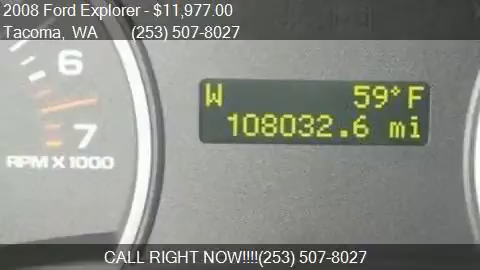 2008 Ford Explorer - $11,977.00
Tacoma, WA (253) 507-8027
6
7
RPM X 1000
W 59°F
108032.6 mi
CALL RIGHT NOW!!!!(253) 507-8027